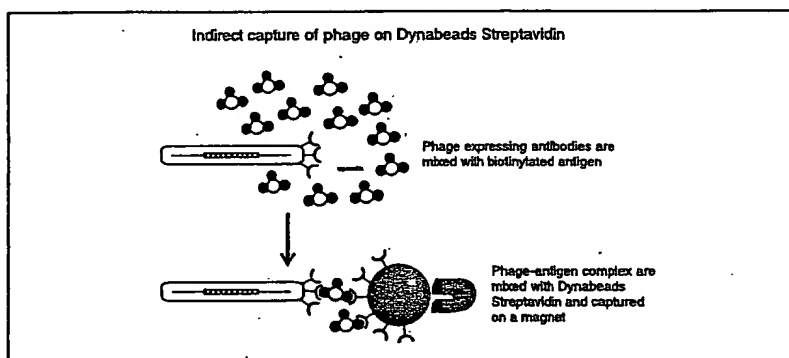 Indirect capture of phage on Dynabeads Streptavidin
Phage expressing antibodies are
mixed with biotinylated antigen
Phage-antigen complex are
mixed with Dynabeads
Streptavidin and captured
on a magnet